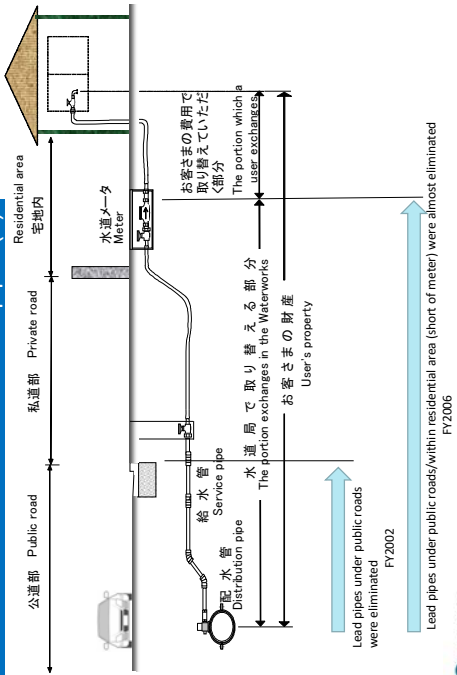 公道部 Public road
私道部 Private road
Residential area
宅地内
水道メータ
Meter
給水管
Service pipe
配水管
Distribution pipe
お客さまの費用で
取り替えていただ
く部分
The portion which a
user exchanges
水道局で取り替える部分
The portion exchanges in the Waterworks
お客さまの財産
User's property
Lead pipes under public roads
were eliminated
FY2002
Lead pipes under public roads/within residential area (short of meter) were almost eliminated
FY2006